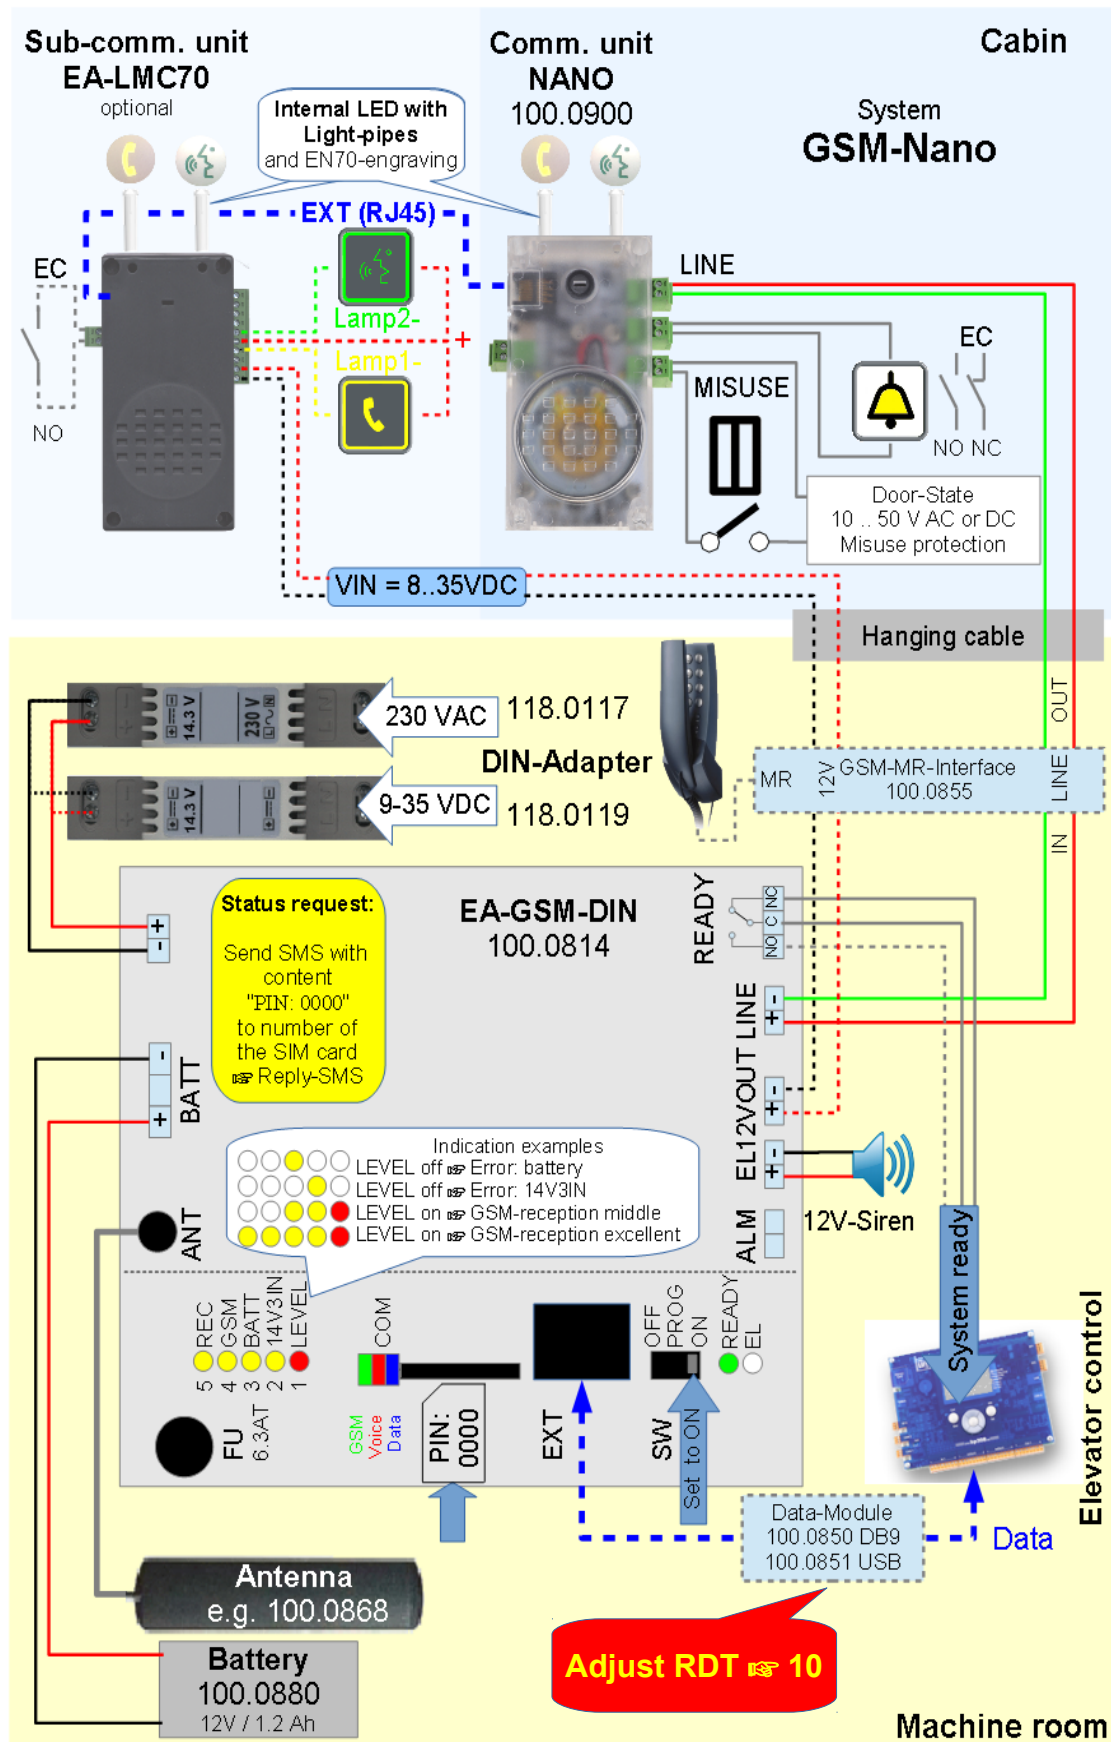 Sub-comm. unit
EA-LMC70
optional
Comm. unit
NANO
100.0900
Cabin
System
GSM-Nano
Internal LED with
Light-pipes
and EN70-engraving
EXT (RJ45)
EC
NO
Lamp2-
+
Lamp1-
LINE
MISUSE
EC
NO NC
Door-State
10 .. 50 V AC or DC
Misuse protection
VIN = 8..35VDC
Hanging cable
OUT
14.3 V
230 V
L N
230 VAC
118.0117
DIN-Adapter
14.3 V
9-35 VDC
118.0119
MR
12V
GSM-MR-Interface
100.0855
LINE
IN
Status request:
Send SMS with
content
"PIN: 0000"
to number of
the SIM card
☞ Reply-SMS
EA-GSM-DIN
100.0814
READY
NC
C
NO
+
-
LINE
-
+
BATT
-
+
12VOUT
-
+
EL
-
+
12V-Siren
ALM
ANT
Indication examples
LEVEL off ☞ Error: battery
LEVEL off ☞ Error: 14V3IN
LEVEL on ☞ GSM-reception middle
LEVEL on ☞ GSM-reception excellent
System ready
5 REC
4 GSM
3 BATT
2 14V3IN
1 LEVEL
COM
GSM
Voice
Data
FU
6.3AT
PIN:
0000
EXT
OFF
PROG
ON
SW
Set to ON
READY
EL
Elevator control
Data-Module
100.0850 DB9
100.0851 USB
Data
Antenna
e.g. 100.0868
Adjust RDT ☞ 10
Battery
100.0880
12V / 1.2 Ah
Machine room